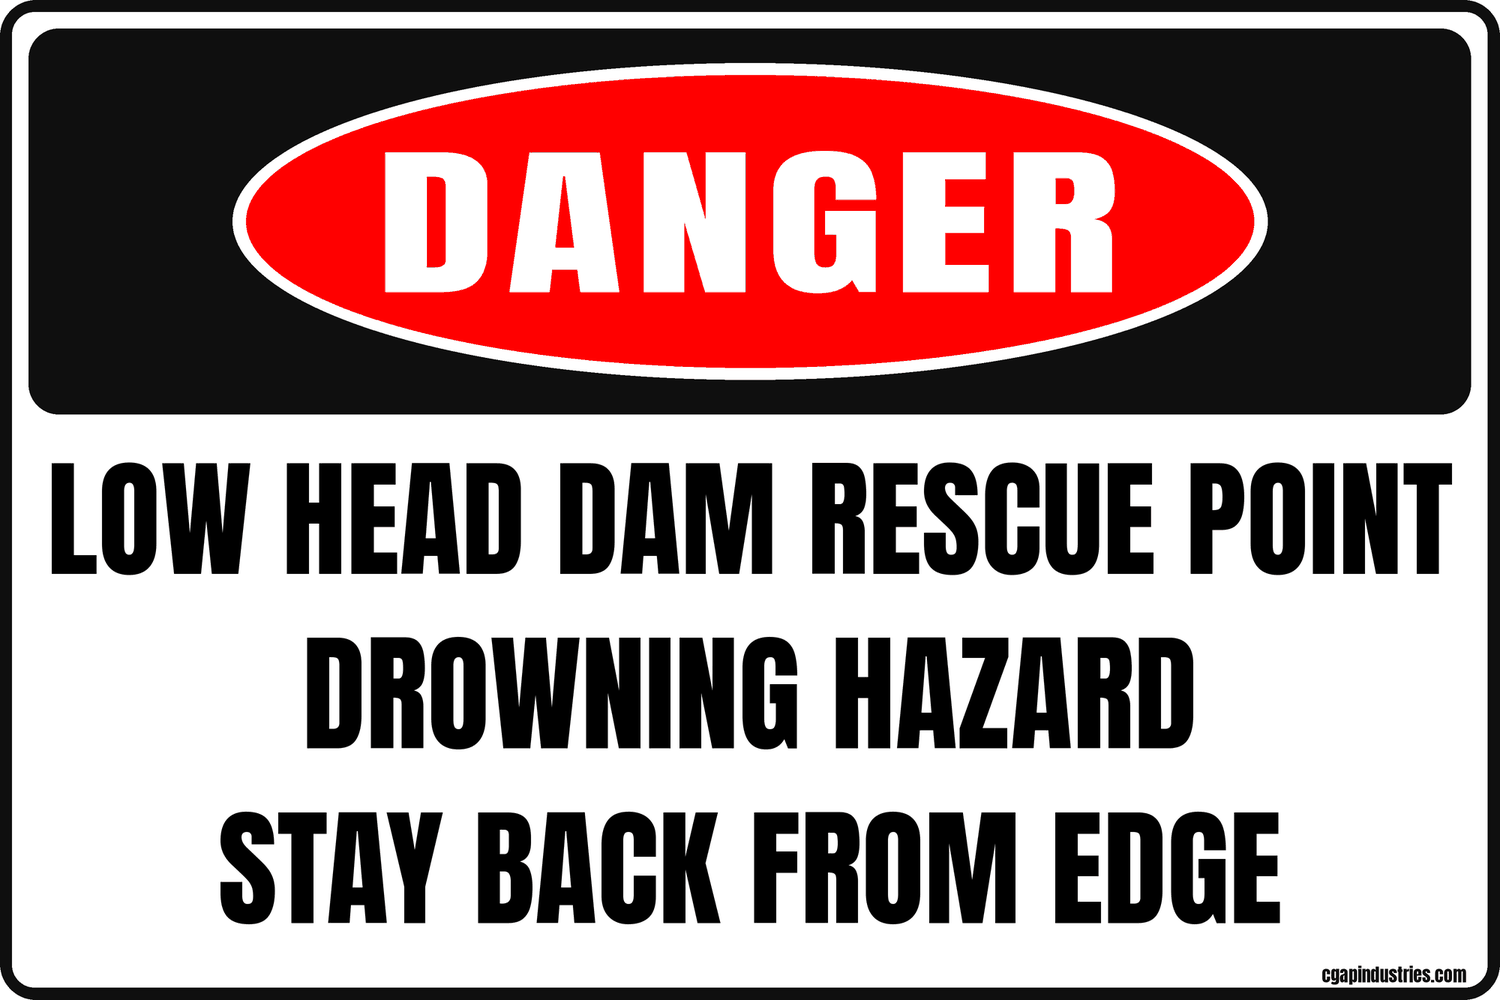 DANGER
LOW HEAD DAM RESCUE POINT
DROWNING HAZARD
STAY BACK FROM EDGE
cgapindustries.com